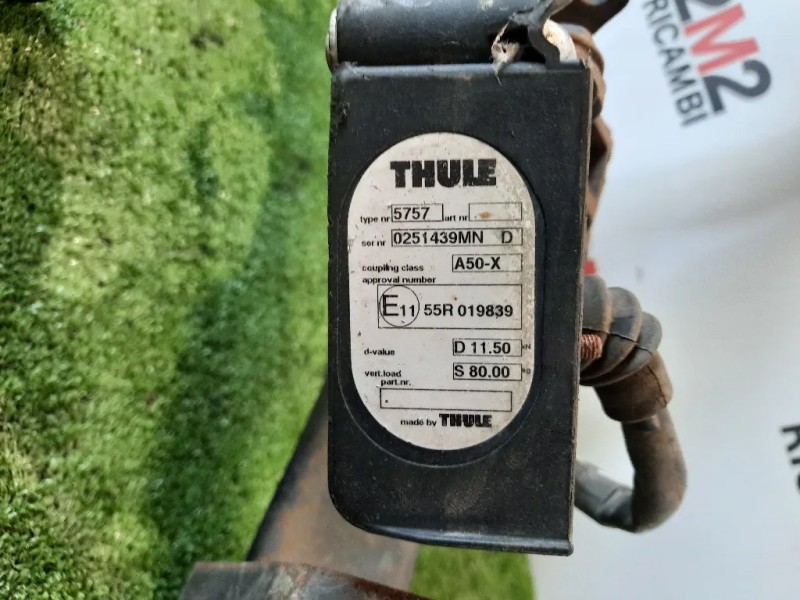 THULE
type nr 5757 art nr
ser nr 0251439MN D
coupling class A50-X
approval number
E11 55R 019839
d-value D 11.50 kN
vert.load S 80.00 kg
part.nr.
made by THULE
2M2
RICAMBI